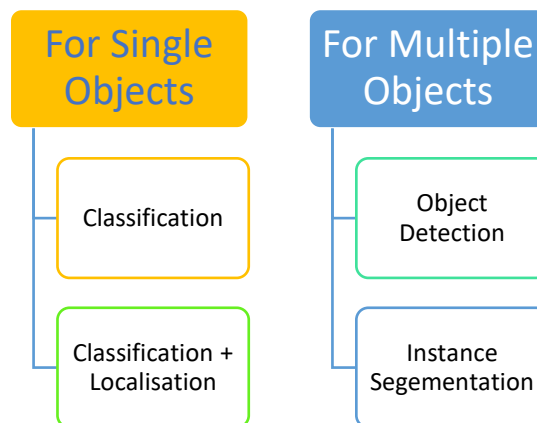 For Single
Objects
Classification
Classification +
Localisation
For Multiple
Objects
Object
Detection
Instance
Segementation